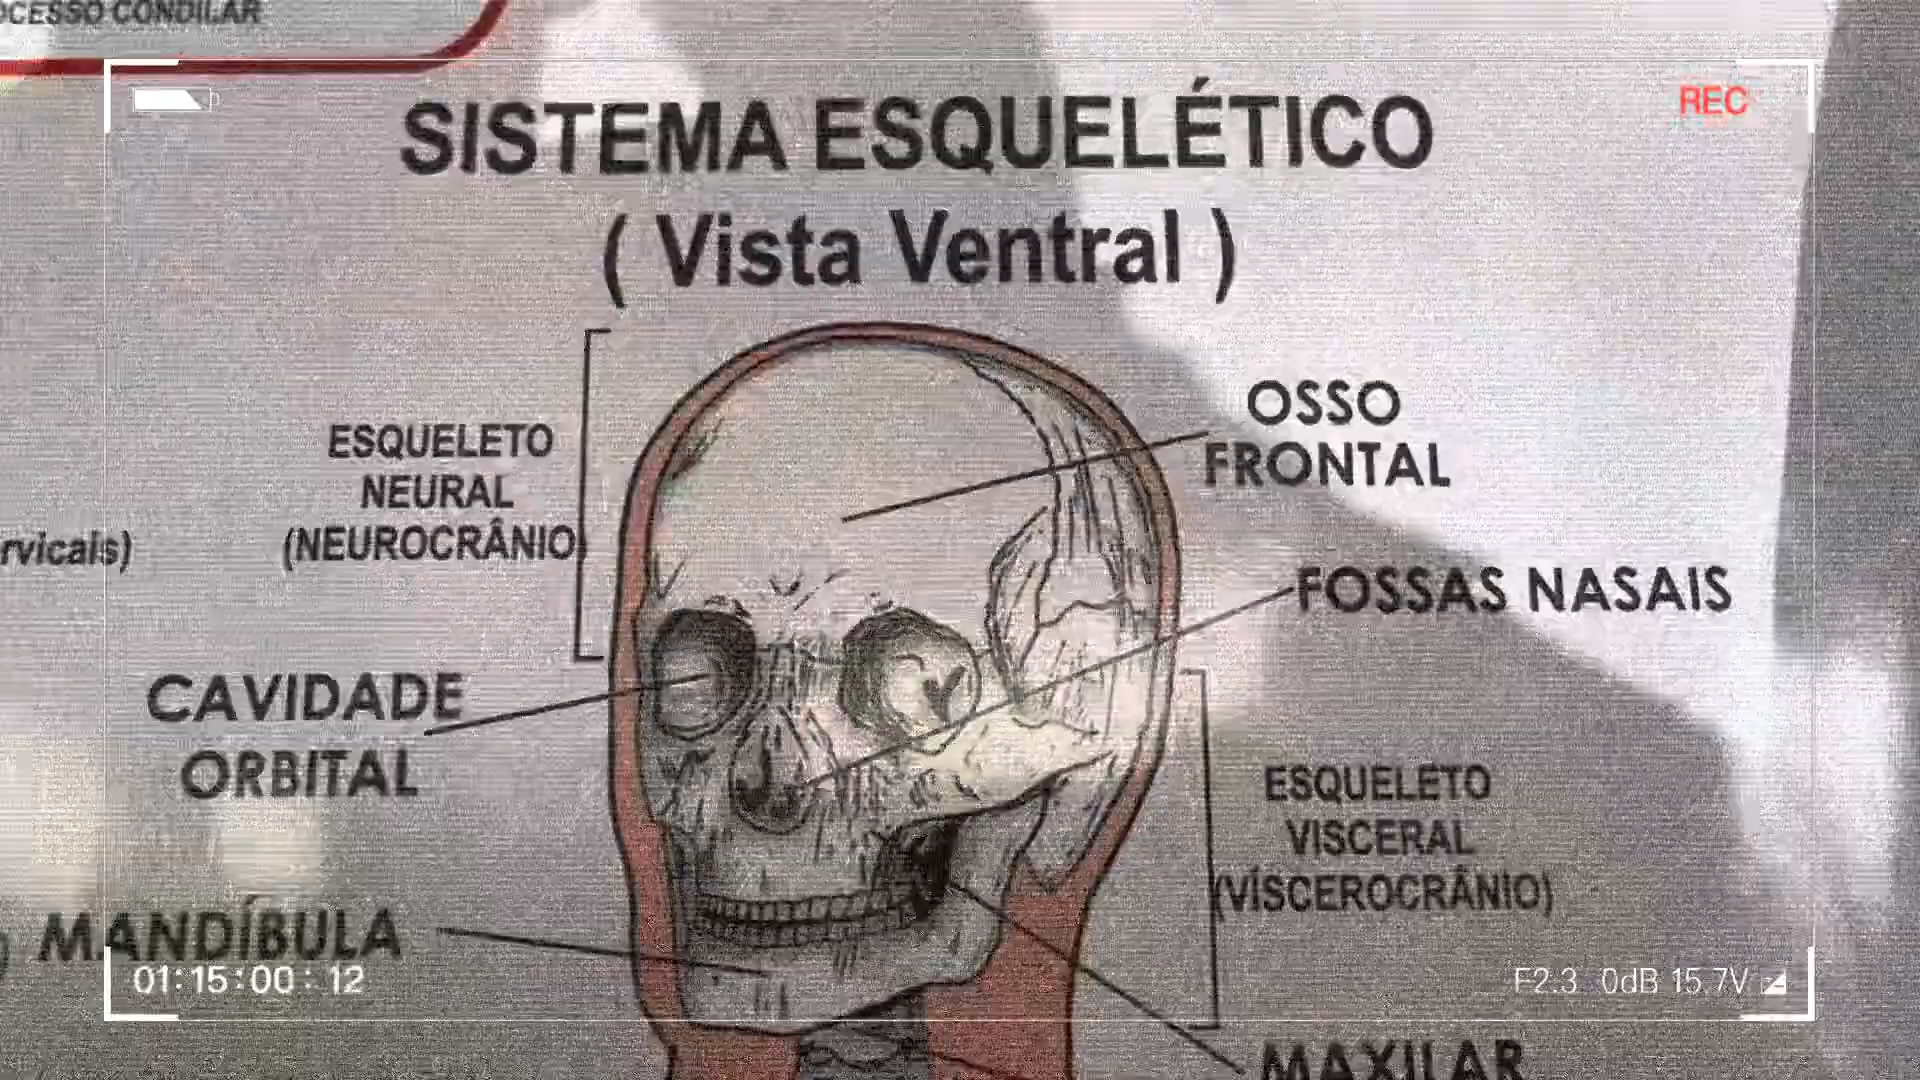 OCESSO CONDILAR
REC
SISTEMA ESQUELÉTICO
( Vista Ventral )
OSSO
FRONTAL
ESQUELETO
NEURAL
(NEUROCRÂNIO)
rvicais)
FOSSAS NASAIS
CAVIDADE
ORBITAL
ESQUELETO
VISCERAL
(VÍSCEROCRÂNIO)
) MANDÍBULA
01:15:00:12
F2.3 0dB 15.7V
MAXILAR